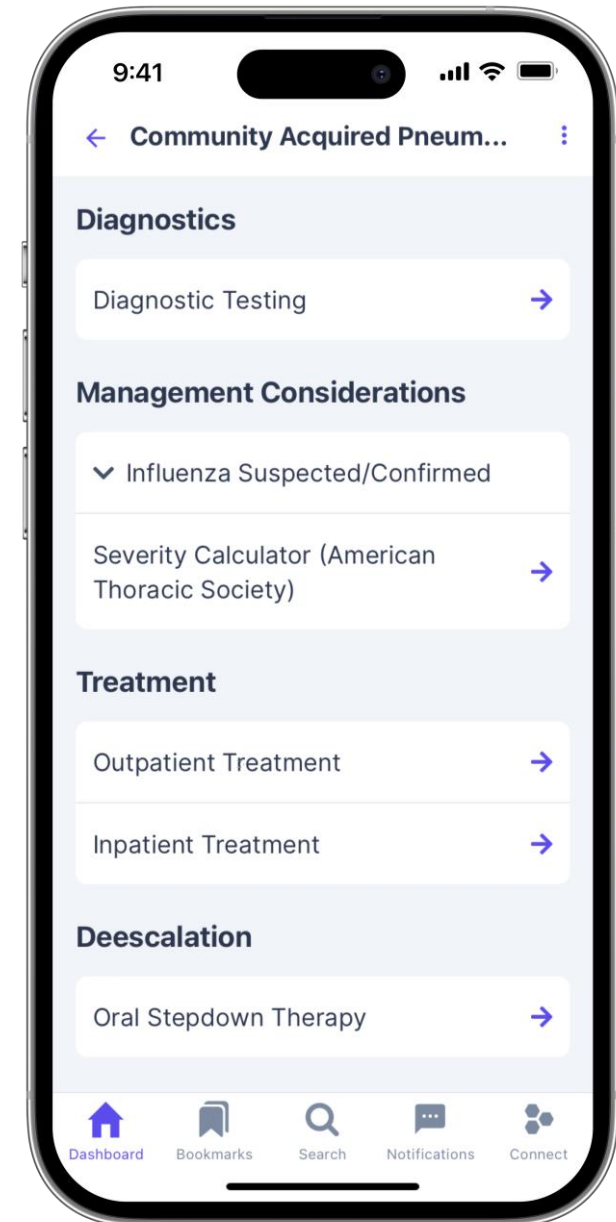 9:41
Community Acquired Pneum...
Diagnostics
Diagnostic Testing
Management Considerations
Influenza Suspected/Confirmed
Severity Calculator (American
Thoracic Society)
Treatment
Outpatient Treatment
Inpatient Treatment
Deescalation
Oral Stepdown Therapy
Dashboard Bookmarks Search Notifications Connect